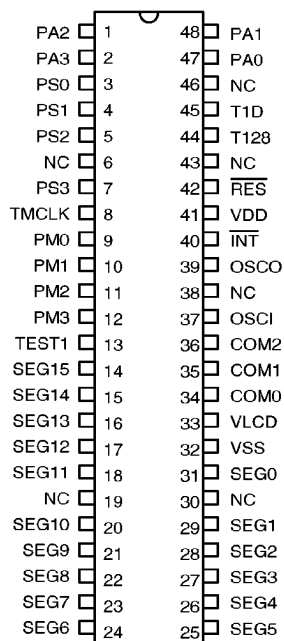 PA2 1 48 PA1
PA3 2 47 PA0
PS0 3 46 NC
PS1 4 45 T1D
PS2 5 44 T128
NC 6 43 NC
PS3 7 42 RES
TMCLK 8 41 VDD
PM0 9 40 INT
PM1 10 39 OSCO
PM2 11 38 NC
PM3 12 37 OSCI
TEST1 13 36 COM2
SEG15 14 35 COM1
SEG14 15 34 COM0
SEG13 16 33 VLCD
SEG12 17 32 VSS
SEG11 18 31 SEG0
NC 19 30 NC
SEG10 20 29 SEG1
SEG9 21 28 SEG2
SEG8 22 27 SEG3
SEG7 23 26 SEG4
SEG6 24 25 SEG5